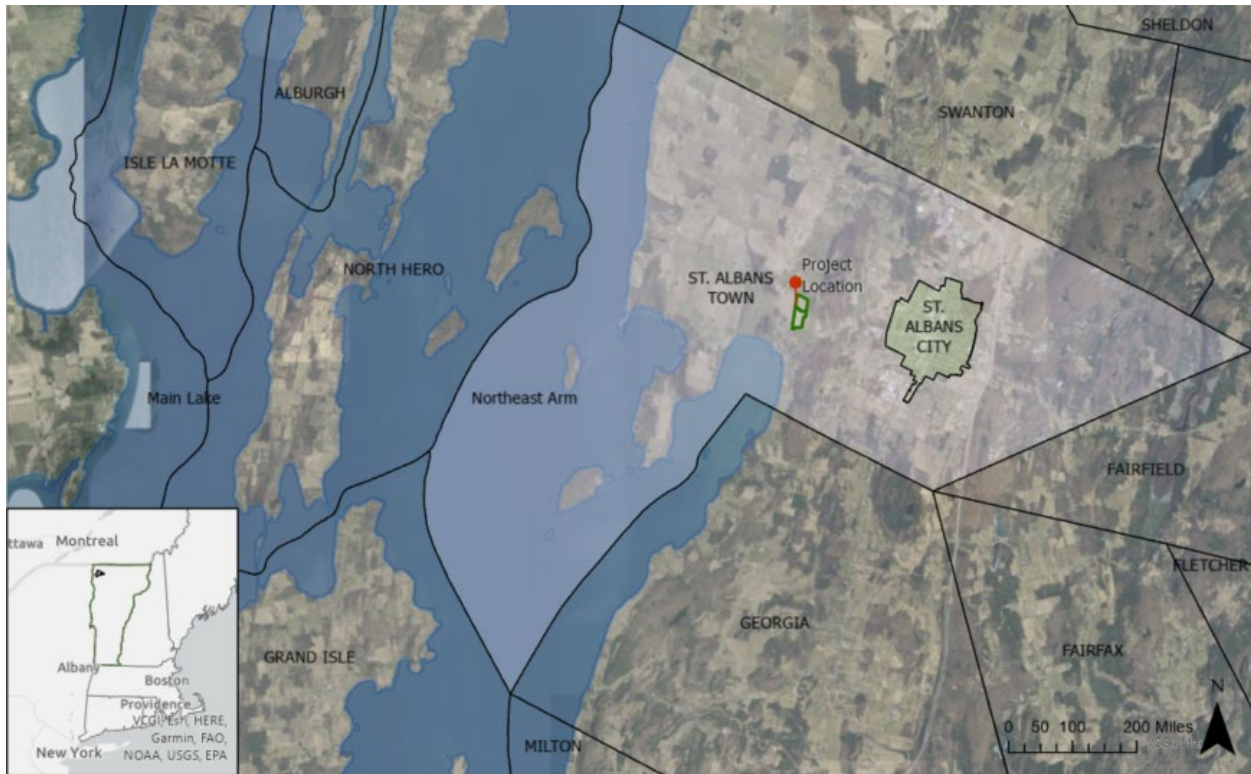 SHELDON
ALBURGH
SWANTON
ISLE LA MOTTE
NORTH HERO
Project
Location
ST. ALBANS
TOWN
ST.
ALBANS
CITY
Main Lake
Northeast Arm
FAIRFIELD
FLETCHER
GEORGIA
FAIRFAX
GRAND ISLE
MILTON
ttawa
Montreal
Albany
Boston
Providence
New York
VCGI, Esri, HERE,
Garmin, FAO,
NOAA, USGS, EPA
N
0 50 100 200 Miles